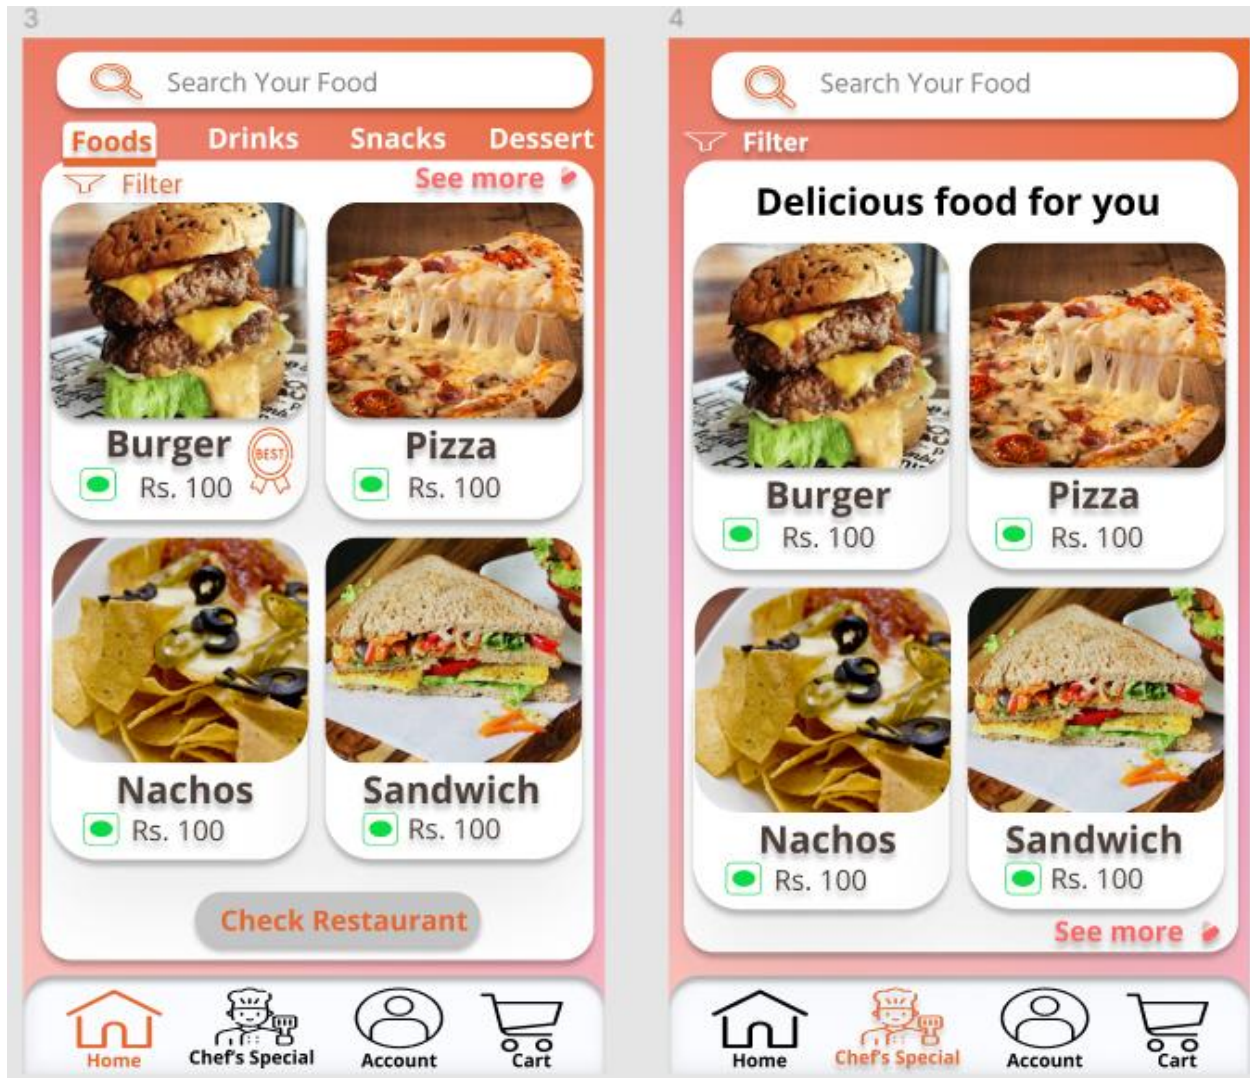 3
Search Your Food
Foods Drinks Snacks Dessert
Filter See more
Burger Pizza
BEST
Rs. 100 Rs. 100
Nachos Sandwich
Rs. 100 Rs. 100
Check Restaurant
Home Chef's Special Account Cart
4
Search Your Food
Filter
Delicious food for you
Burger Pizza
Rs. 100 Rs. 100
Nachos Sandwich
Rs. 100 Rs. 100
See more
Home Chef's Special Account Cart